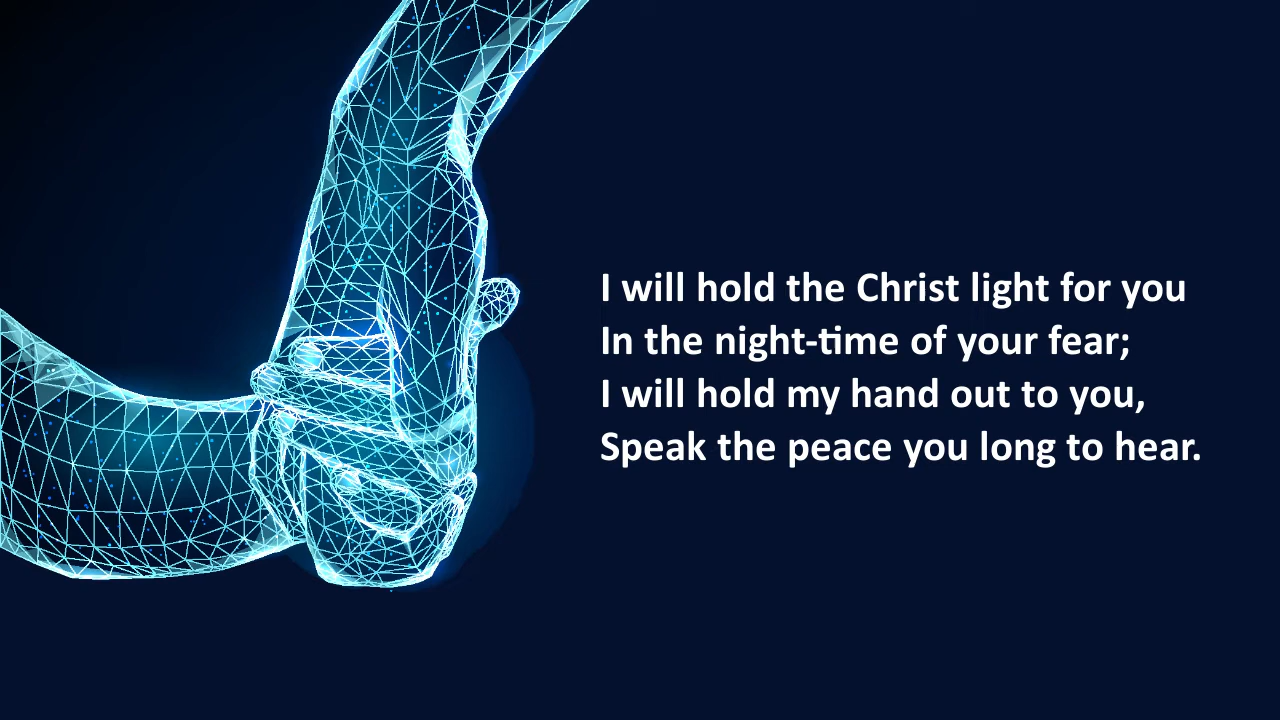 I will hold the Christ light for you
In the night-time of your fear;
I will hold my hand out to you,
Speak the peace you long to hear.